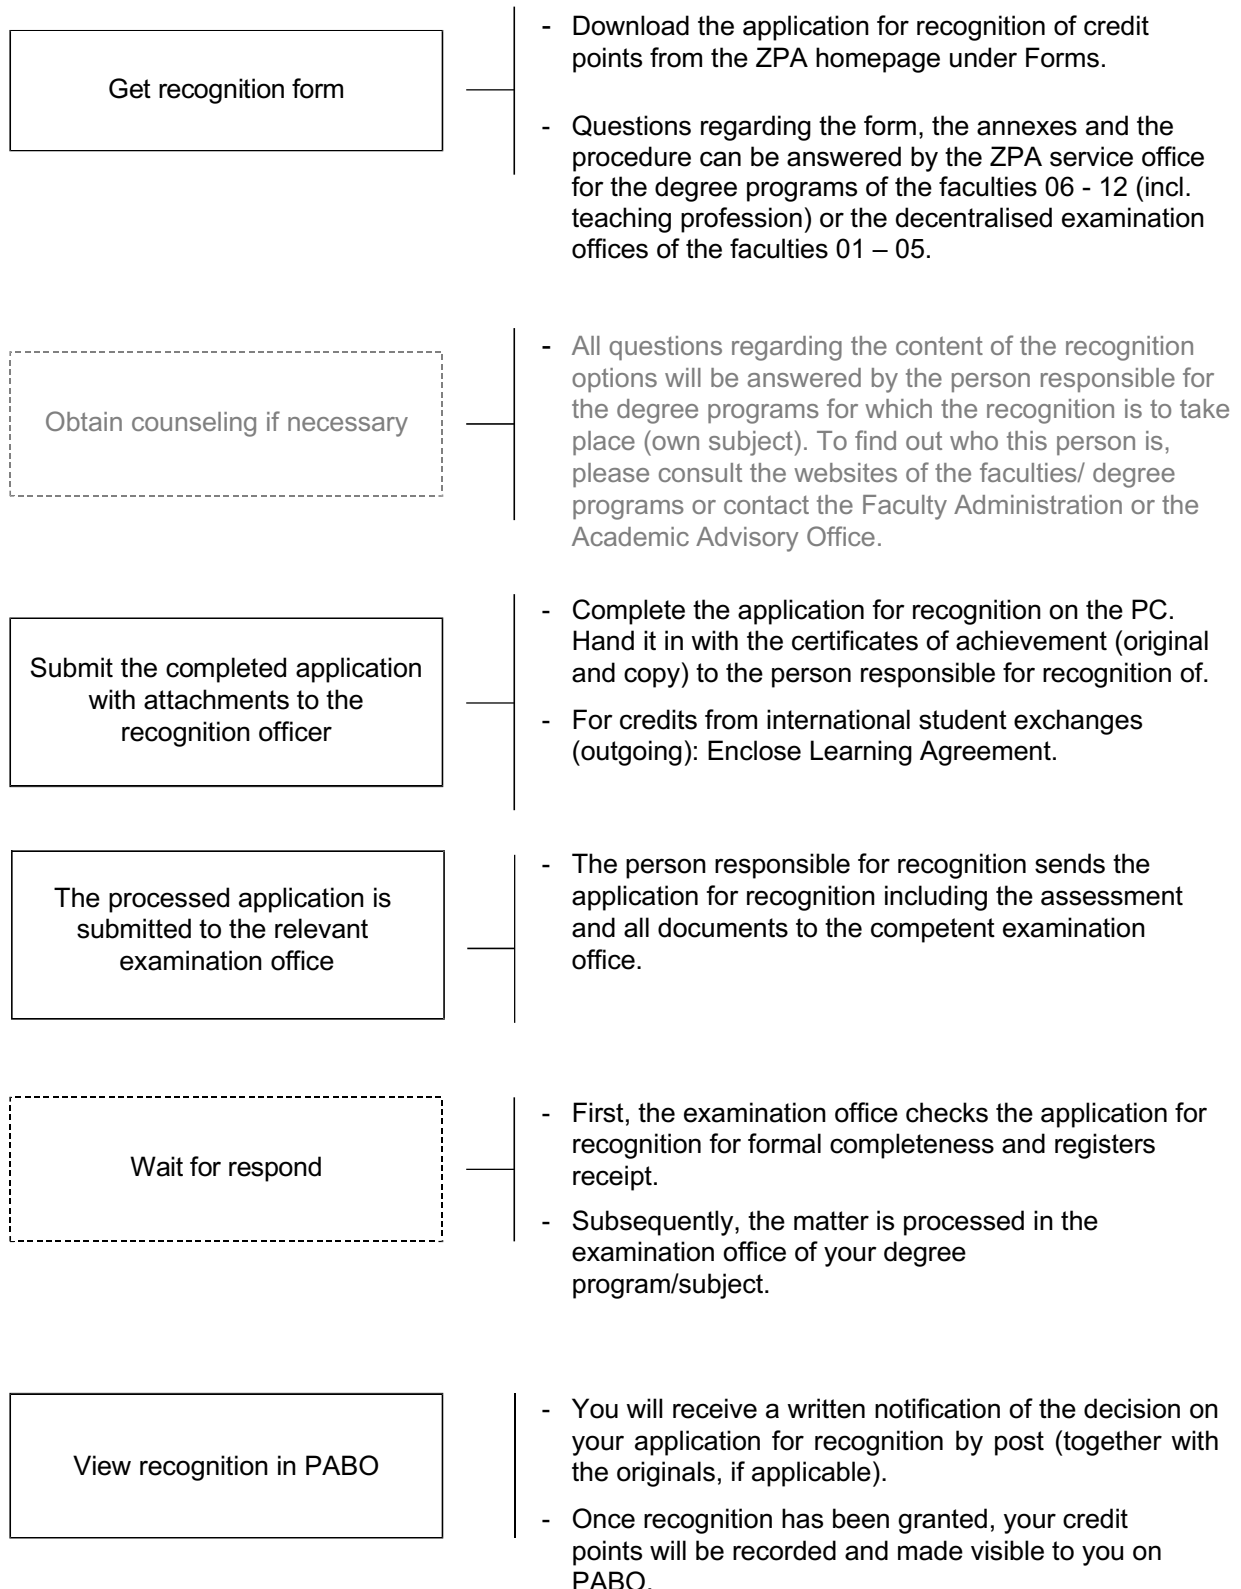 Get recognition form
- Download the application for recognition of credit
points from the ZPA homepage under Forms.
- Questions regarding the form, the annexes and the
procedure can be answered by the ZPA service office
for the degree programs of the faculties 06 - 12 (incl.
teaching profession) or the decentralised examination
offices of the faculties 01 – 05.
Obtain counseling if necessary
- All questions regarding the content of the recognition
options will be answered by the person responsible for
the degree programs for which the recognition is to take
place (own subject). To find out who this person is,
please consult the websites of the faculties/ degree
programs or contact the Faculty Administration or the
Academic Advisory Office.
Submit the completed application
with attachments to the
recognition officer
- Complete the application for recognition on the PC.
Hand it in with the certificates of achievement (original
and copy) to the person responsible for recognition of.
- For credits from international student exchanges
(outgoing): Enclose Learning Agreement.
The processed application is
submitted to the relevant
examination office
- The person responsible for recognition sends the
application for recognition including the assessment
and all documents to the competent examination
office.
Wait for respond
- First, the examination office checks the application for
recognition for formal completeness and registers
receipt.
- Subsequently, the matter is processed in the
examination office of your degree
program/subject.
View recognition in PABO
- You will receive a written notification of the decision on
your application for recognition by post (together with
the originals, if applicable).
- Once recognition has been granted, your credit
points will be recorded and made visible to you on
PABO.